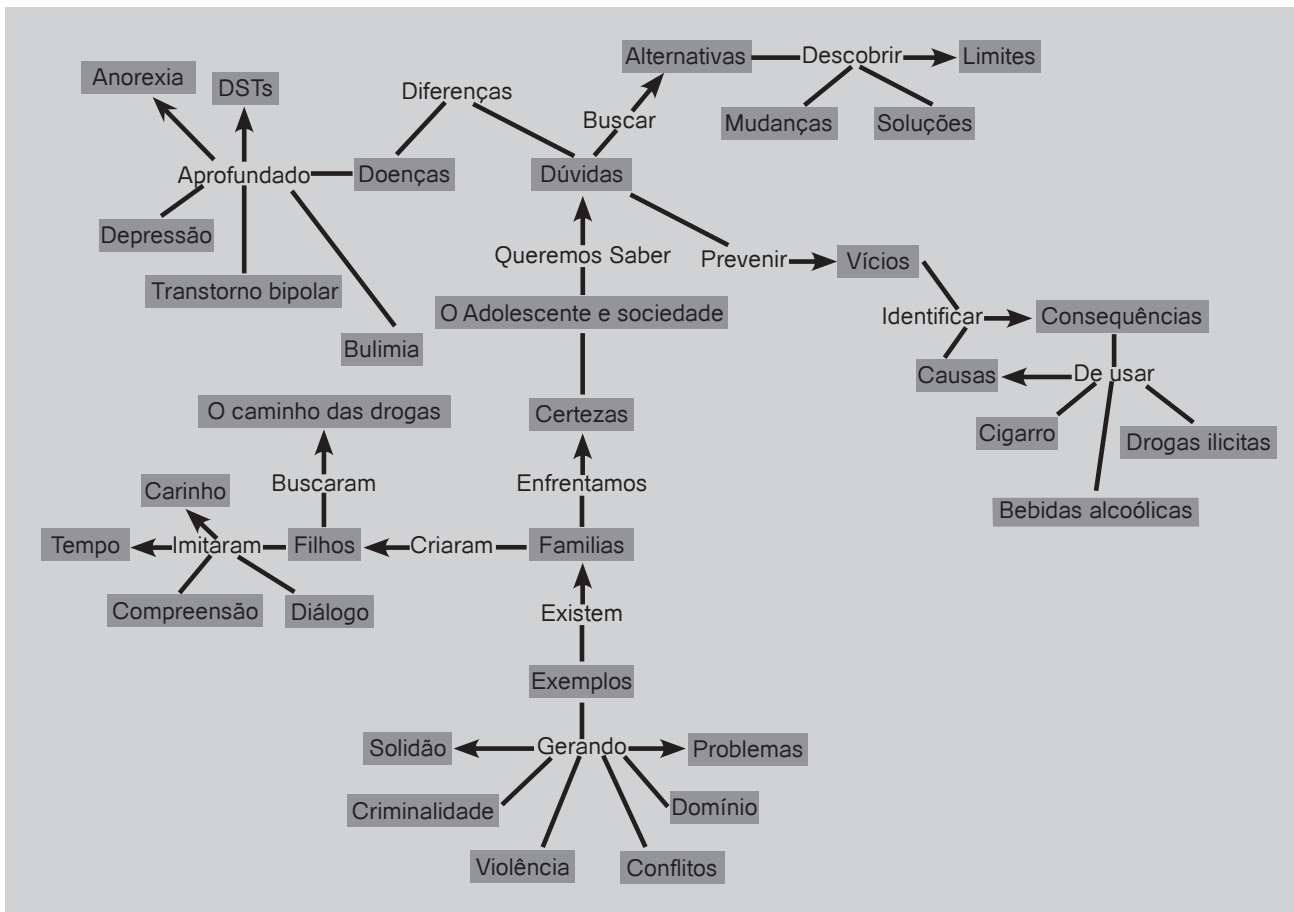 Alternativas
Descobrir
Limites
Anorexia
DSTs
Diferenças
Buscar
Mudanças
Soluções
Aprofundado
Doenças
Dúvidas
Depressão
Queremos Saber
Prevenir
Vícios
Transtorno bipolar
O Adolescente e sociedade
Identificar
Consequências
Bulimia
Causas
De usar
O caminho das drogas
Certezas
Cigarro
Drogas ilicitas
Carinho
Buscaram
Enfrentamos
Bebidas alcoólicas
Tempo
Imitaram
Filhos
Criaram
Familias
Compreensão
Diálogo
Existem
Exemplos
Solidão
Gerando
Problemas
Criminalidade
Domínio
Violência
Conflitos